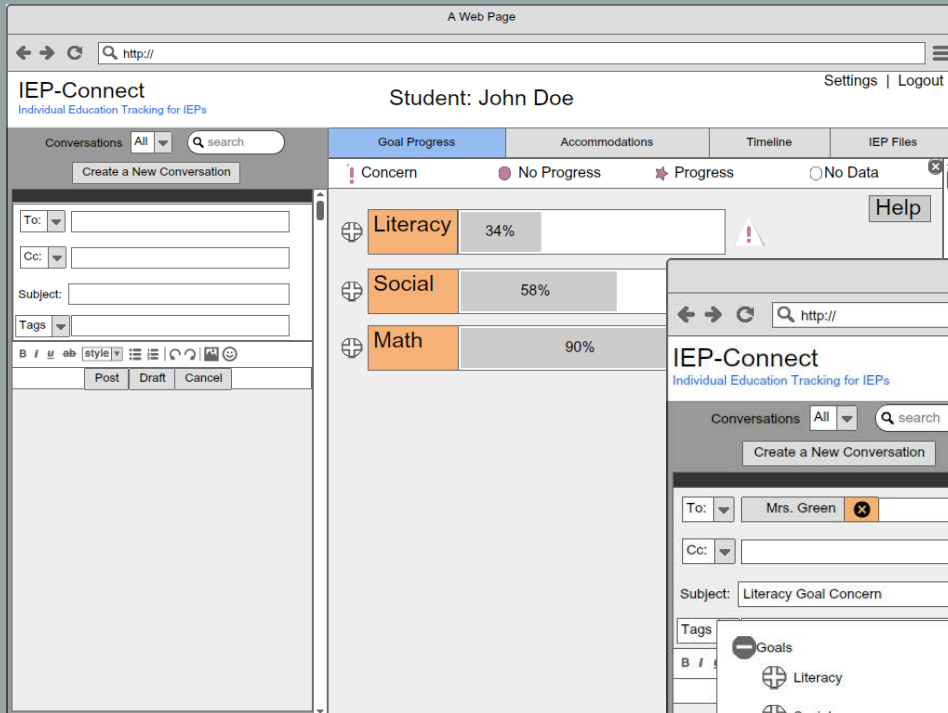 A Web Page
http://
IEP-Connect
Individual Education Tracking for IEPs
Student: John Doe
Settings | Logout
Conversations All search
Create a New Conversation
Goal Progress Accommodations Timeline IEP Files
! Concern No Progress Progress No Data
Help
To:
Cc:
Subject:
Tags
B I u ab style
Post Draft Cancel
Literacy 34% !
Social 58%
Math 90%
http://
IEP-Connect
Individual Education Tracking for IEPs
Conversations All search
Create a New Conversation
To: Mrs. Green
Cc:
Subject: Literacy Goal Concern
Tags
B I
Goals
Literacy